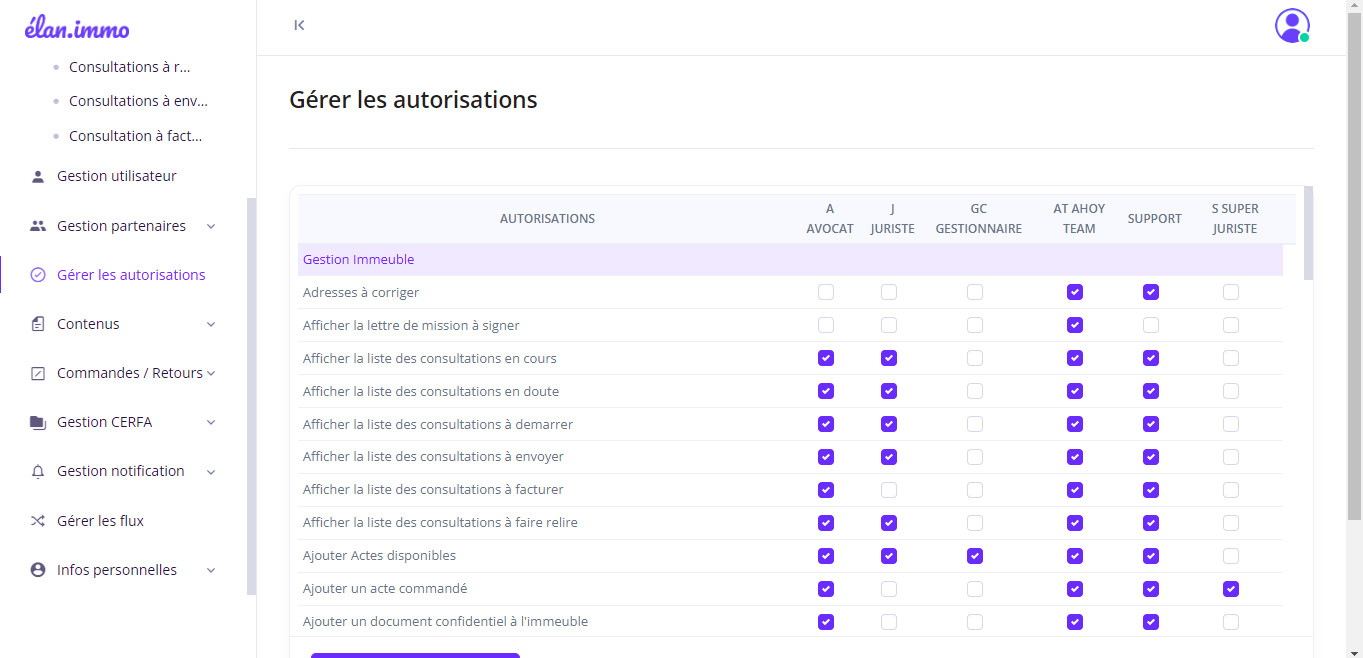 élan.immo
Consultations à r...
Consultations à env...
Consultation à fact...
Gestion utilisateur
Gestion partenaires
Gérer les autorisations
Contenus
Commandes / Retours
Gestion CERFA
Gestion notification
Gérer les flux
Infos personnelles
Gérer les autorisations
AUTORISATIONS
A AVOCAT
J JURISTE
GC GESTIONNAIRE
AT AHOY TEAM
SUPPORT
S SUPER JURISTE
Gestion Immeuble
Adresses à corriger
Afficher la lettre de mission à signer
Afficher la liste des consultations en cours
Afficher la liste des consultations en doute
Afficher la liste des consultations à demarrer
Afficher la liste des consultations à envoyer
Afficher la liste des consultations à facturer
Afficher la liste des consultations à faire relire
Ajouter Actes disponibles
Ajouter un acte commandé
Ajouter un document confidentiel à l'immeuble